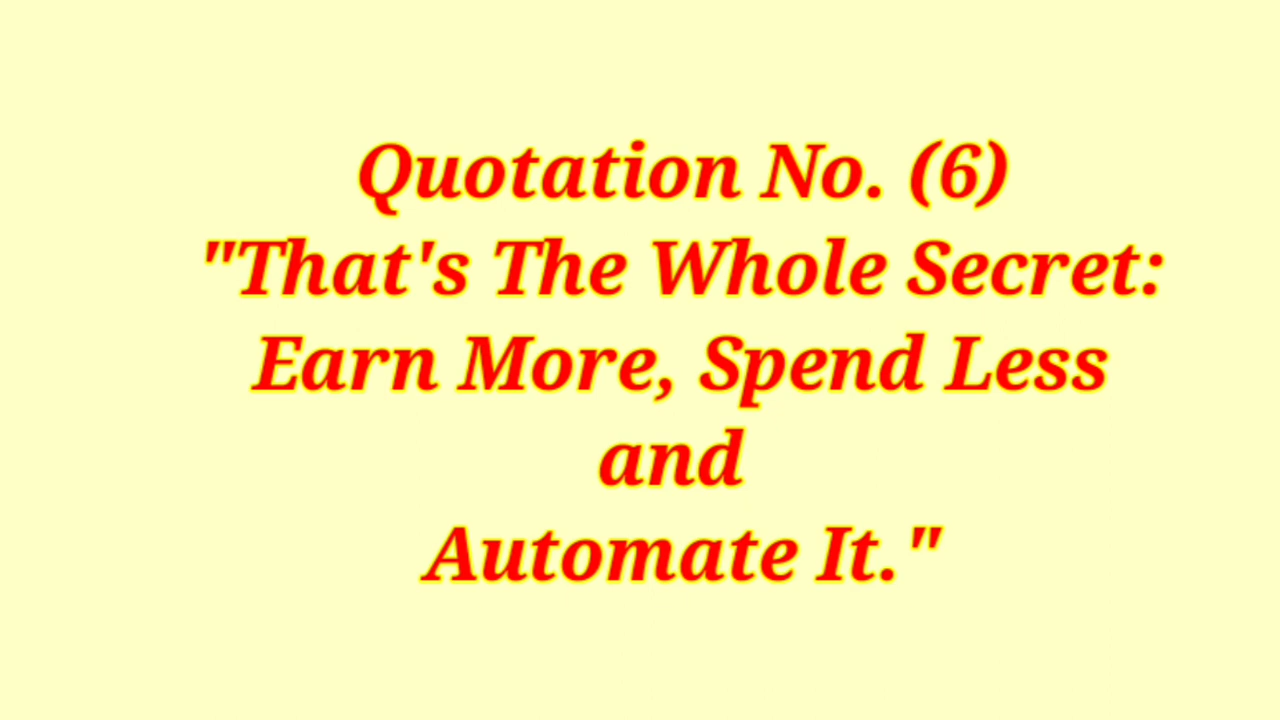 Quotation No. (6)
"That's The Whole Secret:
Earn More, Spend Less
and
Automate It."